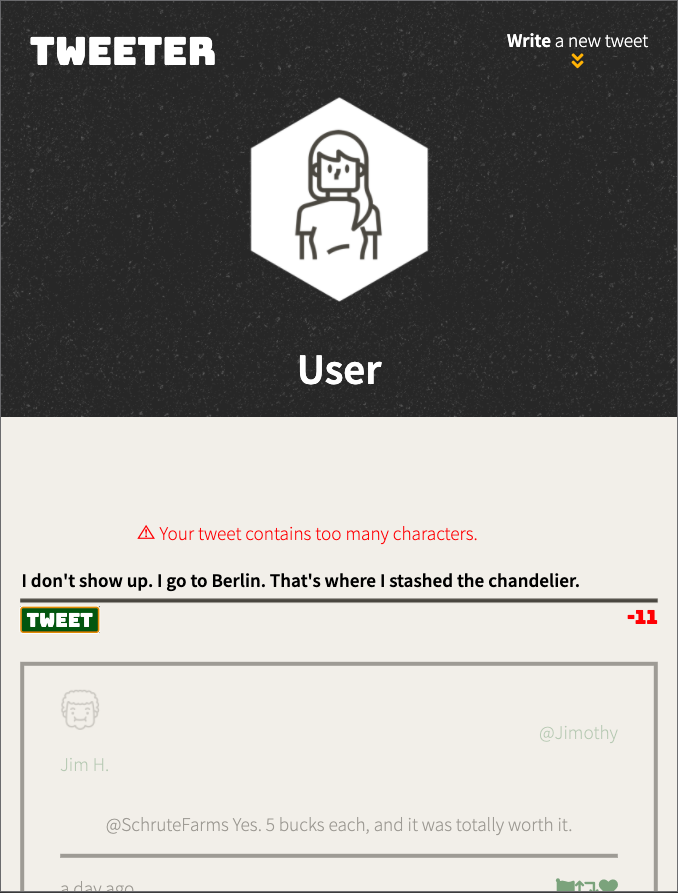 TWEETER
Write a new tweet
User
Your tweet contains too many characters.
I don't show up. I go to Berlin. That's where I stashed the chandelier.
TWEET
-11
@Jimothy
Jim H.
@SchruteFarms Yes. 5 bucks each, and it was totally worth it.
a day ago